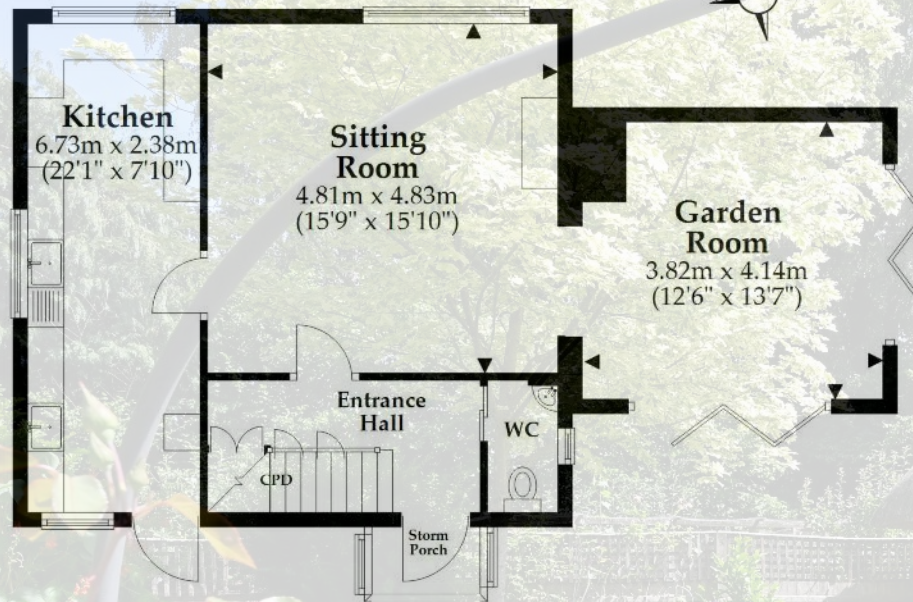 Kitchen
6.73m x 2.38m
(22'1" x 7'10")
Sitting
Room
4.81m x 4.83m
(15'9" x 15'10")
Garden
Room
3.82m x 4.14m
(12'6" x 13'7")
Entrance
Hall
WC
CPD
Storm
Porch